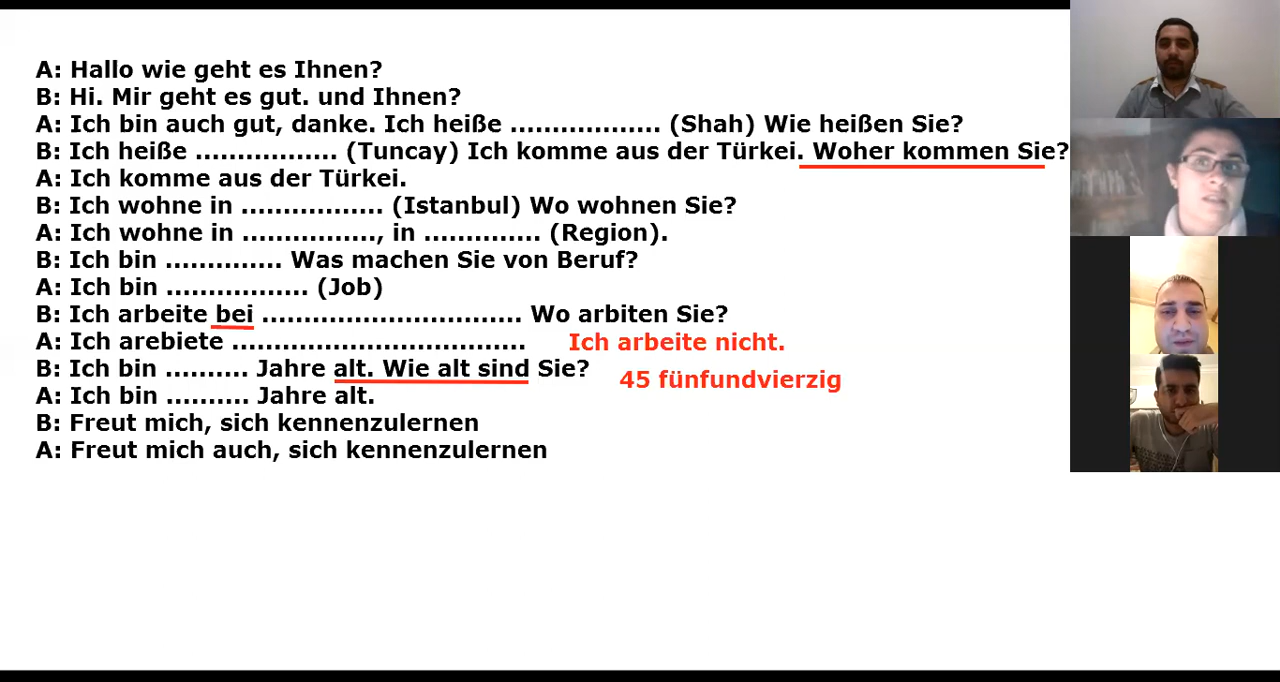 A: Hallo wie geht es Ihnen?
B: Hi. Mir geht es gut. und Ihnen?
A: Ich bin auch gut, danke. Ich heiße .................. (Shah) Wie heißen Sie?
B: Ich heiße ................. (Tuncay) Ich komme aus der Türkei. Woher kommen Sie?
A: Ich komme aus der Türkei.
B: Ich wohne in ................. (Istanbul) Wo wohnen Sie?
A: Ich wohne in ................, in .............. (Region).
B: Ich bin .............. Was machen Sie von Beruf?
A: Ich bin ................. (Job)
B: Ich arbeite bei ............................... Wo arbiten Sie?
A: Ich arebiete ................................... Ich arbeite nicht.
B: Ich bin .......... Jahre alt. Wie alt sind Sie?
45 fünfundvierzig
A: Ich bin .......... Jahre alt.
B: Freut mich, sich kennenzulernen
A: Freut mich auch, sich kennenzulernen